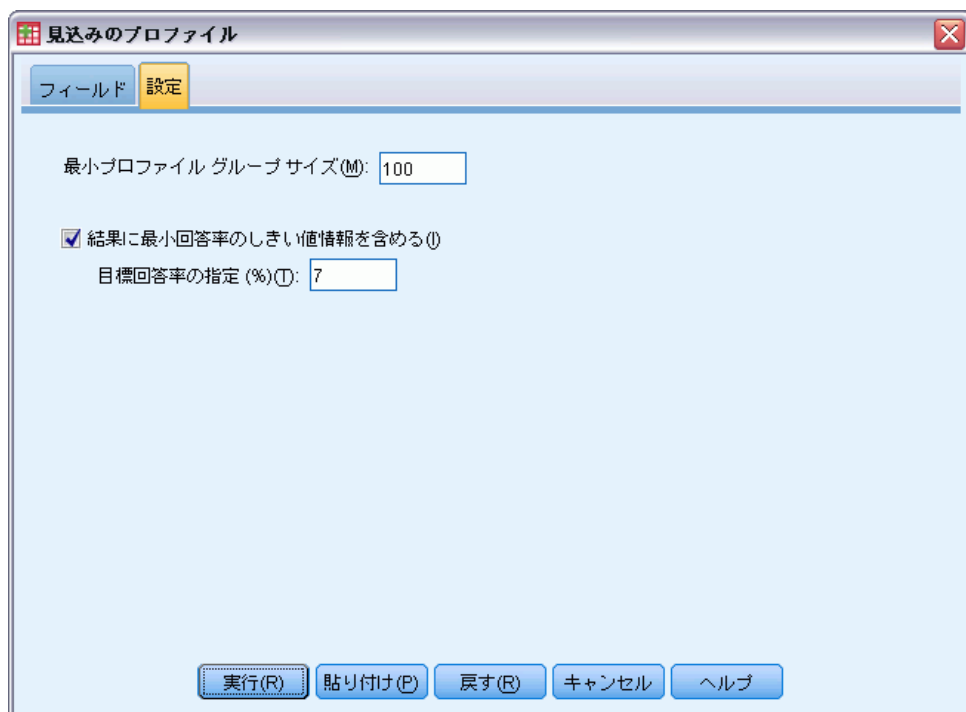 見込みのプロファイル
フィールド 設定
最小プロファイル グループ サイズ(M): 100
結果に最小回答率のしきい値情報を含める(I)
目標回答率の指定 (%)(T): 7
実行(R) 貼り付け(P) 戻す(R) キャンセル ヘルプ